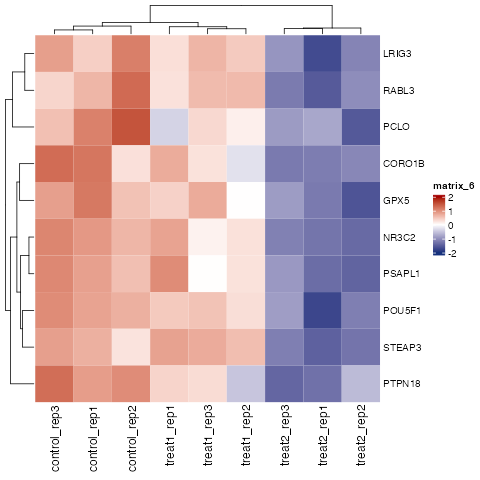 LRIG3
RABL3
PCLO
CORO1B
GPX5
NR3C2
PSAPL1
POU5F1
STEAP3
PTPN18
matrix_6
2
1
0
-1
-2
control_rep3
control_rep1
control_rep2
treat1_rep1
treat1_rep3
treat1_rep2
treat2_rep3
treat2_rep1
treat2_rep2